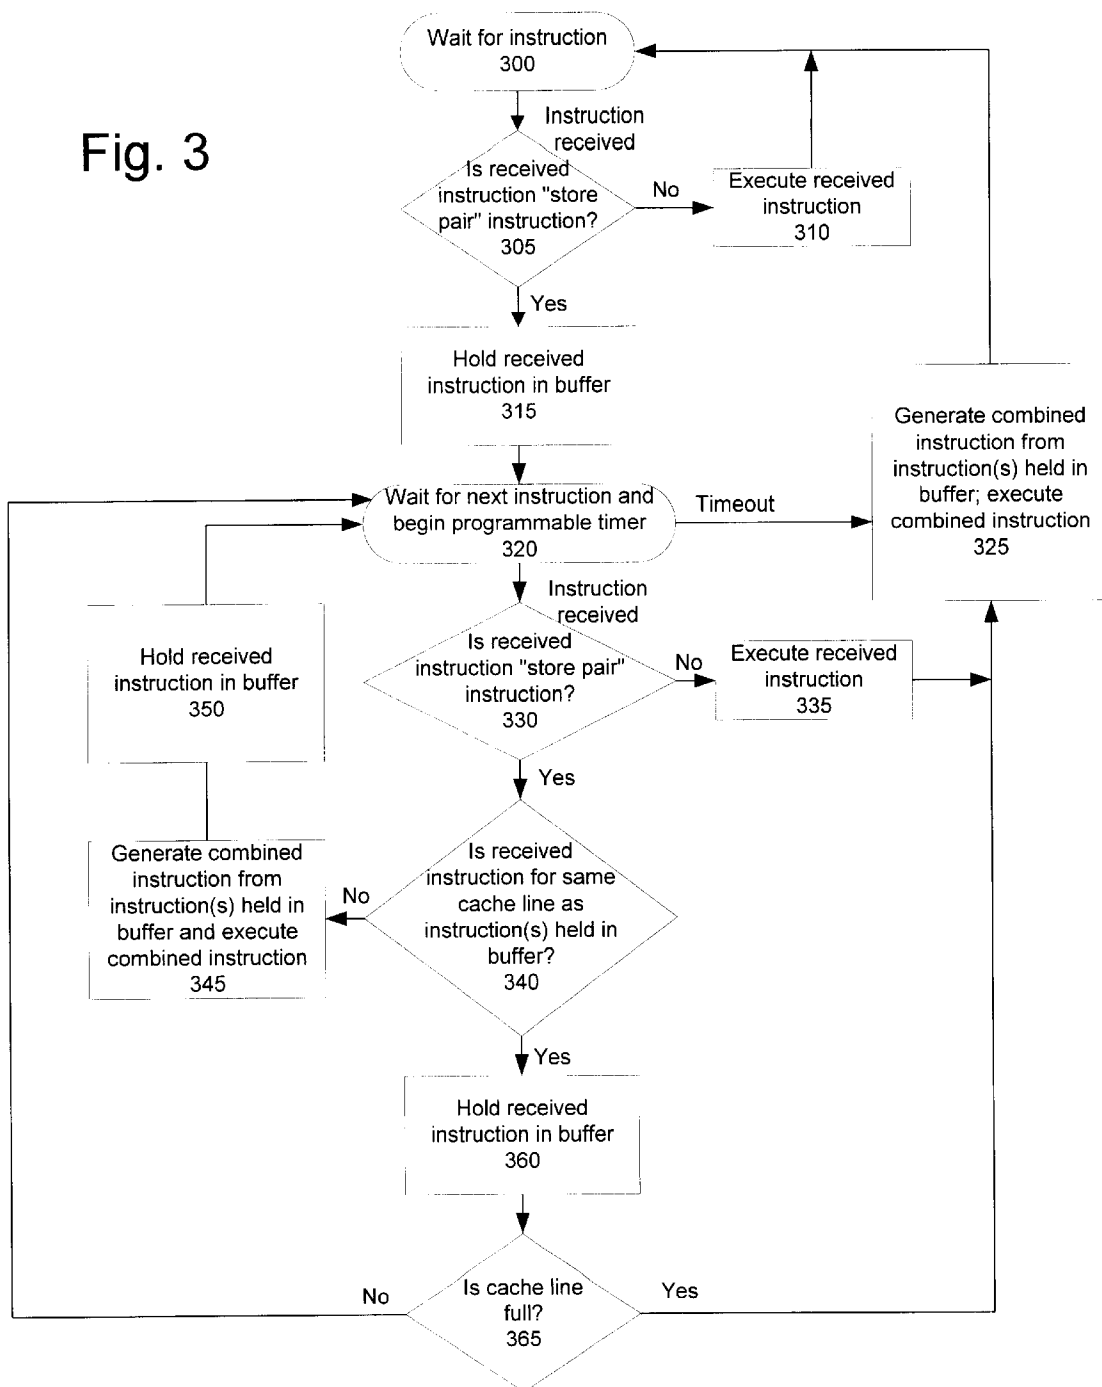 Fig. 3
Wait for instruction
300
Instruction
received
Is received
instruction "store
pair" instruction?
305
No
Execute received
instruction
310
Yes
Hold received
instruction in buffer
315
Wait for next instruction and
begin programmable timer
320
Timeout
Generate combined
instruction from
instruction(s) held in
buffer; execute
combined instruction
325
Instruction
received
Is received
instruction "store pair"
instruction?
330
No
Execute received
instruction
335
Hold received
instruction in buffer
350
Yes
Is received
instruction for same
cache line as
instruction(s) held in
buffer?
340
No
Generate combined
instruction from
instruction(s) held in
buffer and execute
combined instruction
345
Yes
Hold received
instruction in buffer
360
Is cache line
full?
365
No
Yes